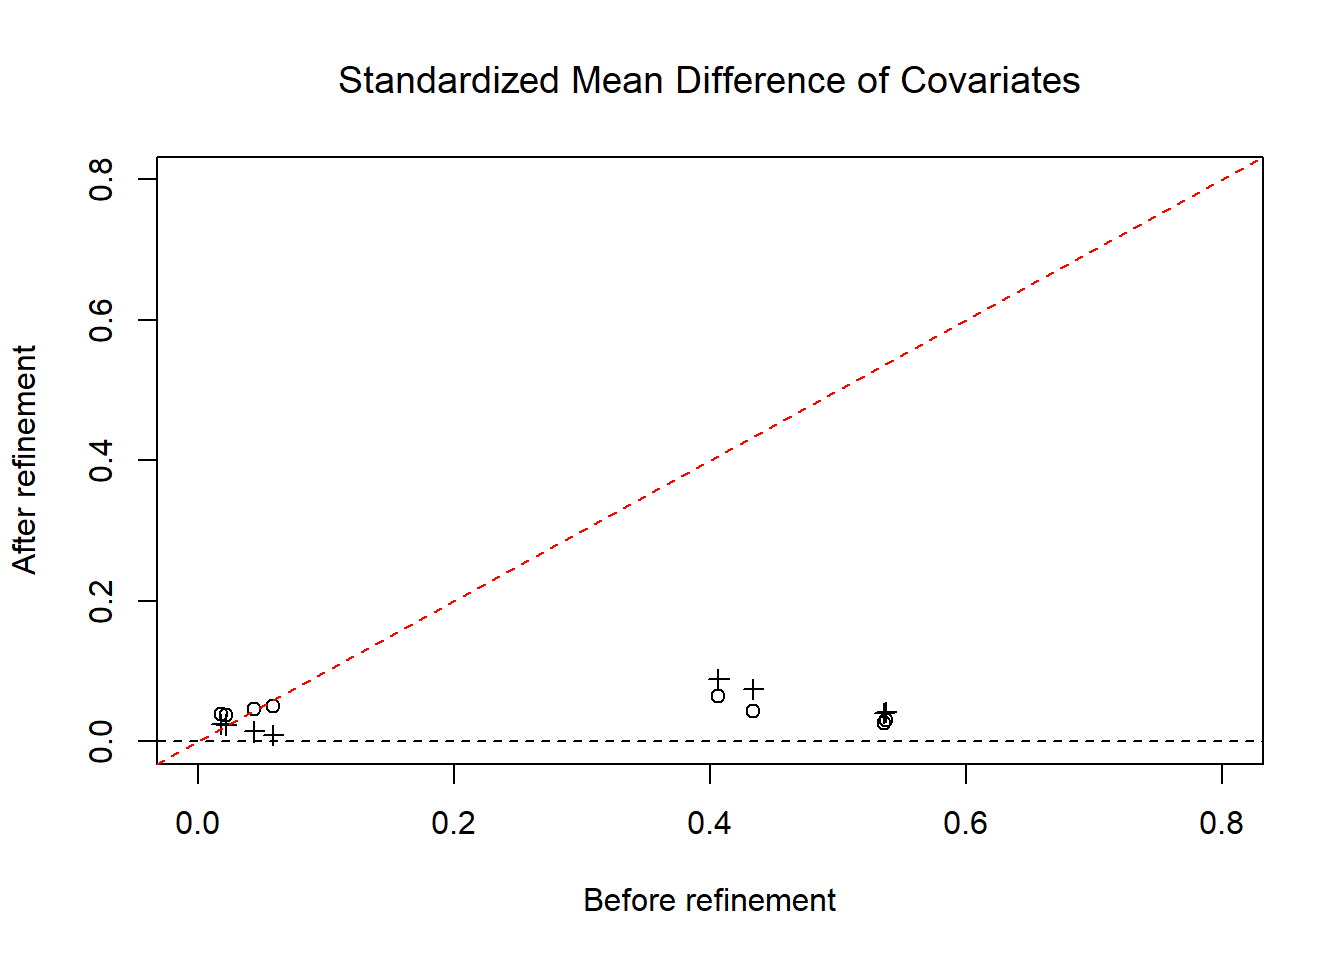 Standardized Mean Difference of Covariates
After refinement
0.8
0.6
0.4
0.2
0.0
0.0 0.2 0.4 0.6 0.8
Before refinement